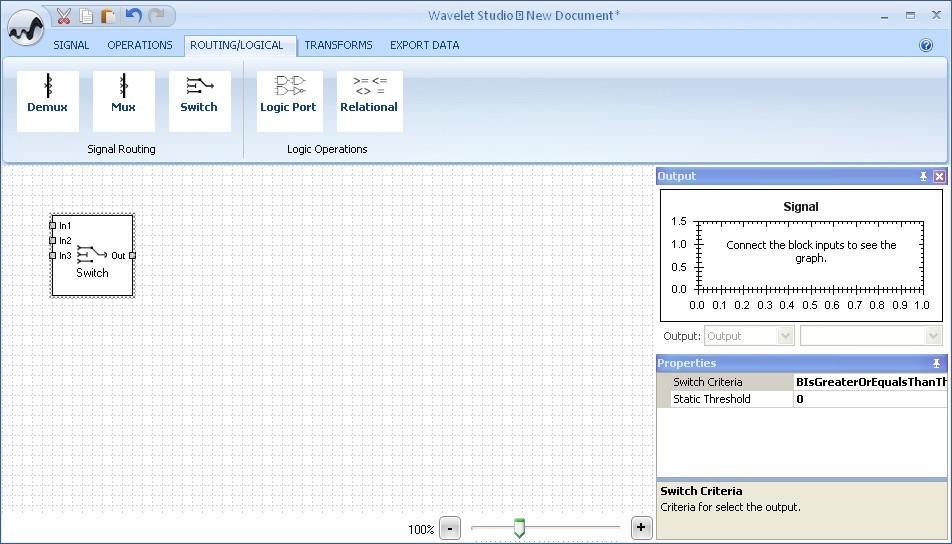 Wavelet Studio New Document*
SIGNAL OPERATIONS ROUTING/LOGICAL TRANSFORMS EXPORT DATA
Demux Mux Switch Logic Port >= <= <> = Relational
Signal Routing Logic Operations
In1
In2
In3 Out
Switch
Output
Signal
1.5
1.0
0.5
0.0
Connect the block inputs to see the
graph.
0.0 0.1 0.2 0.3 0.4 0.5 0.6 0.7 0.8 0.9 1.0
Output: Output
Properties
Switch Criteria BIsGreaterOrEqualsThanTh
Static Threshold 0
Switch Criteria
Criteria for select the output.
100% - +